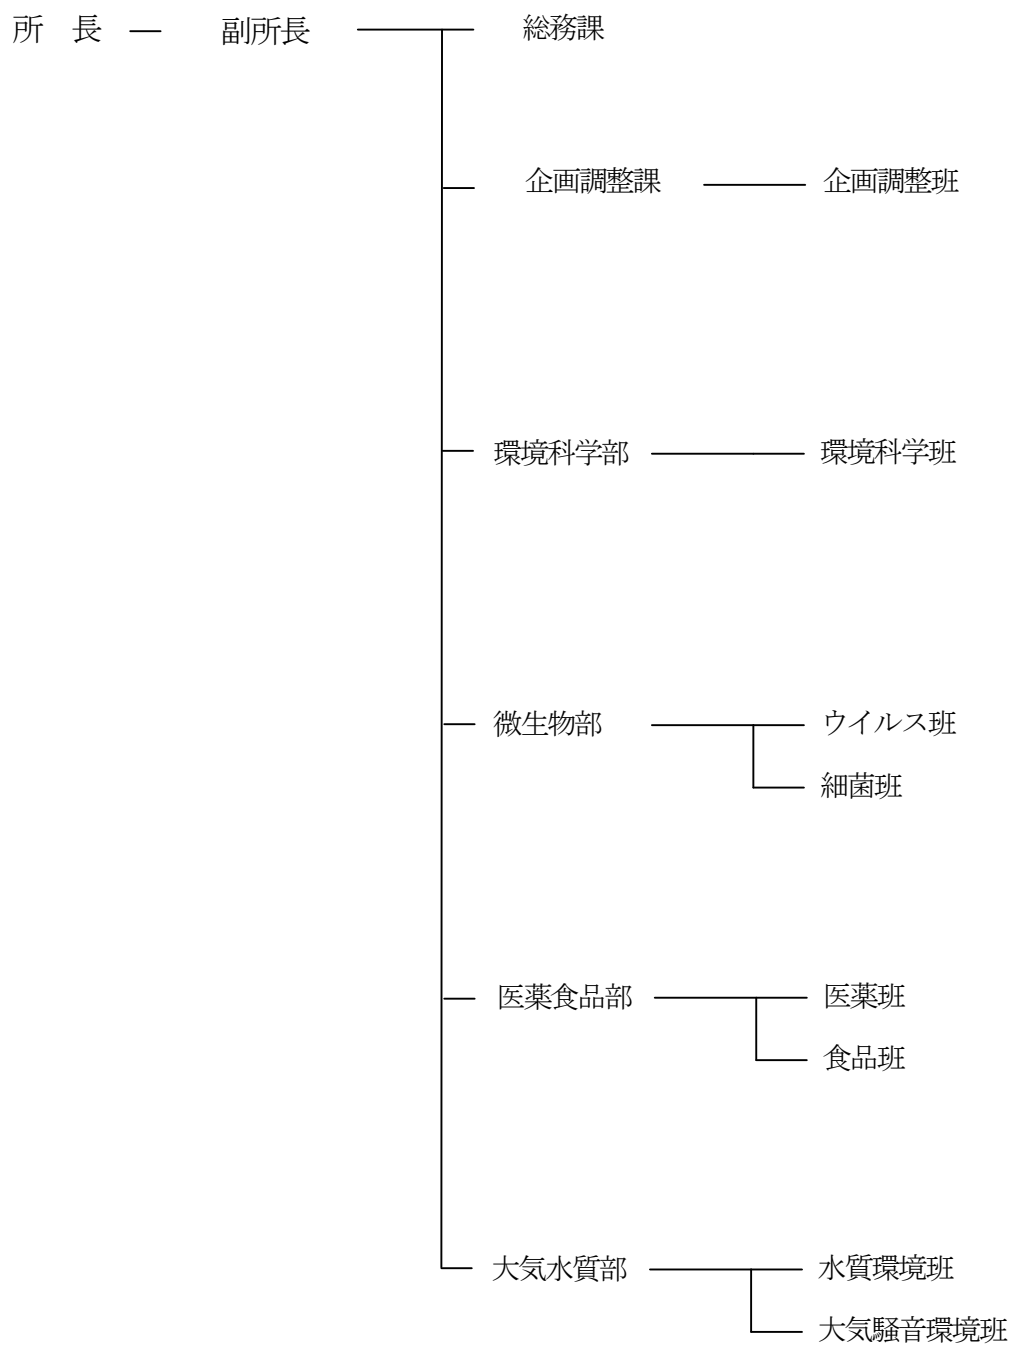 所　長 副所長 総務課
企画調整課 企画調整班
環境科学部 環境科学班
微生物部 ウイルス班
細菌班
医薬食品部 医薬班
食品班
大気水質部 水質環境班
大気騒音環境班